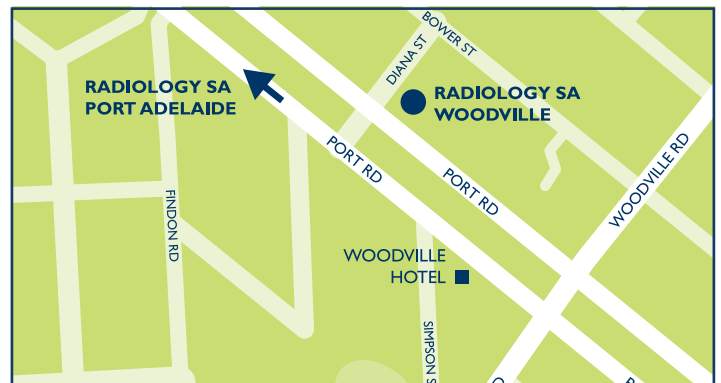 BOWER ST
DIANA ST
RADIOLOGY SA
PORT ADELAIDE
RADIOLOGY SA
WOODVILLE
PORT RD
PORT RD
WOODVILLE RD
FINDON RD
WOODVILLE
HOTEL
SIMPSON S